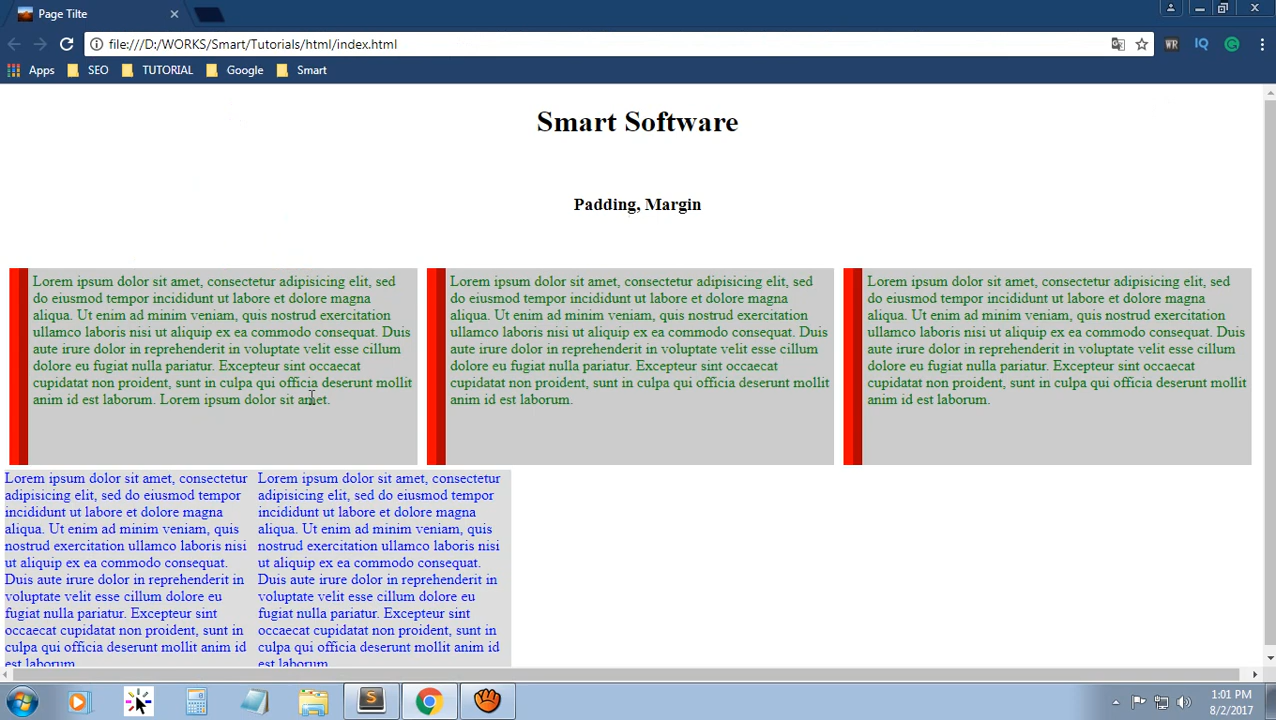 Page Tilte
file:///D:/WORKS/Smart/Tutorials/html/index.html
WR
IQ
G
Apps
SEO
TUTORIAL
Google
Smart
Smart Software
Padding, Margin
Lorem ipsum dolor sit amet, consectetur adipisicing elit, sed
do eiusmod tempor incididunt ut labore et dolore magna
aliqua. Ut enim ad minim veniam, quis nostrud exercitation
ullamco laboris nisi ut aliquip ex ea commodo consequat. Duis
aute irure dolor in reprehenderit in voluptate velit esse cillum
dolore eu fugiat nulla pariatur. Excepteur sint occaecat
cupidatat non proident, sunt in culpa qui officia deserunt mollit
anim id est laborum. Lorem ipsum dolor sit amet.
Lorem ipsum dolor sit amet, consectetur adipisicing elit, sed
do eiusmod tempor incididunt ut labore et dolore magna
aliqua. Ut enim ad minim veniam, quis nostrud exercitation
ullamco laboris nisi ut aliquip ex ea commodo consequat. Duis
aute irure dolor in reprehenderit in voluptate velit esse cillum
dolore eu fugiat nulla pariatur. Excepteur sint occaecat
cupidatat non proident, sunt in culpa qui officia deserunt mollit
anim id est laborum.
Lorem ipsum dolor sit amet, consectetur adipisicing elit, sed
do eiusmod tempor incididunt ut labore et dolore magna
aliqua. Ut enim ad minim veniam, quis nostrud exercitation
ullamco laboris nisi ut aliquip ex ea commodo consequat. Duis
aute irure dolor in reprehenderit in voluptate velit esse cillum
dolore eu fugiat nulla pariatur. Excepteur sint occaecat
cupidatat non proident, sunt in culpa qui officia deserunt mollit
anim id est laborum.
Lorem ipsum dolor sit amet, consectetur
adipisicing elit, sed do eiusmod tempor
incididunt ut labore et dolore magna
aliqua. Ut enim ad minim veniam, quis
nostrud exercitation ullamco laboris nisi
ut aliquip ex ea commodo consequat.
Duis aute irure dolor in reprehenderit in
voluptate velit esse cillum dolore eu
fugiat nulla pariatur. Excepteur sint
occaecat cupidatat non proident, sunt in
culpa qui officia deserunt mollit anim id
est laborum.
Lorem ipsum dolor sit amet, consectetur
adipisicing elit, sed do eiusmod tempor
incididunt ut labore et dolore magna
aliqua. Ut enim ad minim veniam, quis
nostrud exercitation ullamco laboris nisi
ut aliquip ex ea commodo consequat.
Duis aute irure dolor in reprehenderit in
voluptate velit esse cillum dolore eu
fugiat nulla pariatur. Excepteur sint
occaecat cupidatat non proident, sunt in
culpa qui officia deserunt mollit anim id
est laborum.
1:01 PM
8/2/2017